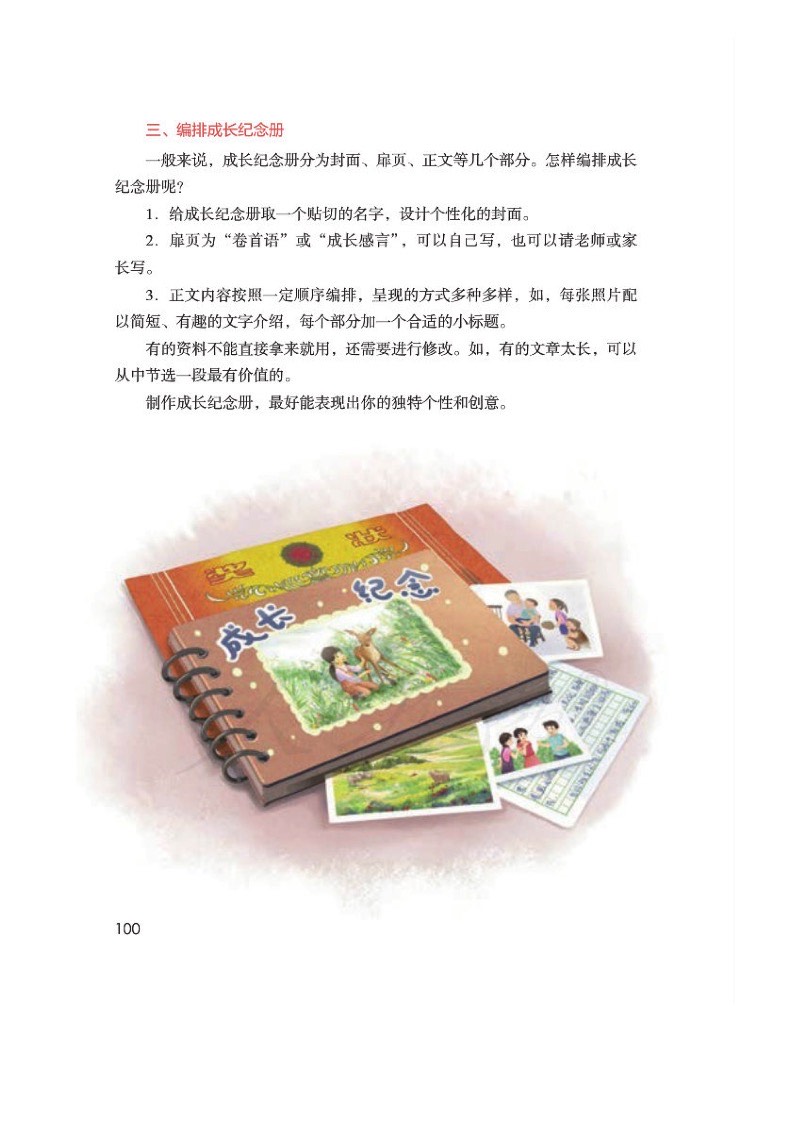 三、编排成长纪念册
一般来说，成长纪念册分为封面、扉页、正文等几个部分。怎样编排成长
纪念册呢？
1. 给成长纪念册取一个贴切的名字，设计个性化的封面。
2. 扉页为“卷首语”或“成长感言”，可以自己写，也可以请老师或家
长写。
3. 正文内容按照一定顺序编排，呈现的方式多种多样，如，每张照片配
以简短、有趣的文字介绍，每个部分加一个合适的小标题。
有的资料不能直接拿来就用，还需要进行修改。如，有的文章太长，可以
从中节选一段最有价值的。
制作成长纪念册，最好能表现出你的独特个性和创意。
奖状
成长 纪念
100